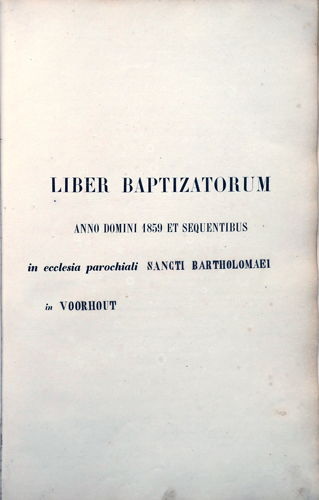 LIBER BAPTIZATORUM
ANNO DOMINI 1859 ET SEQUENTIBUS
in ecclesia parochiali SANCTI BARTHOLOMAEI
in VOORHOUT